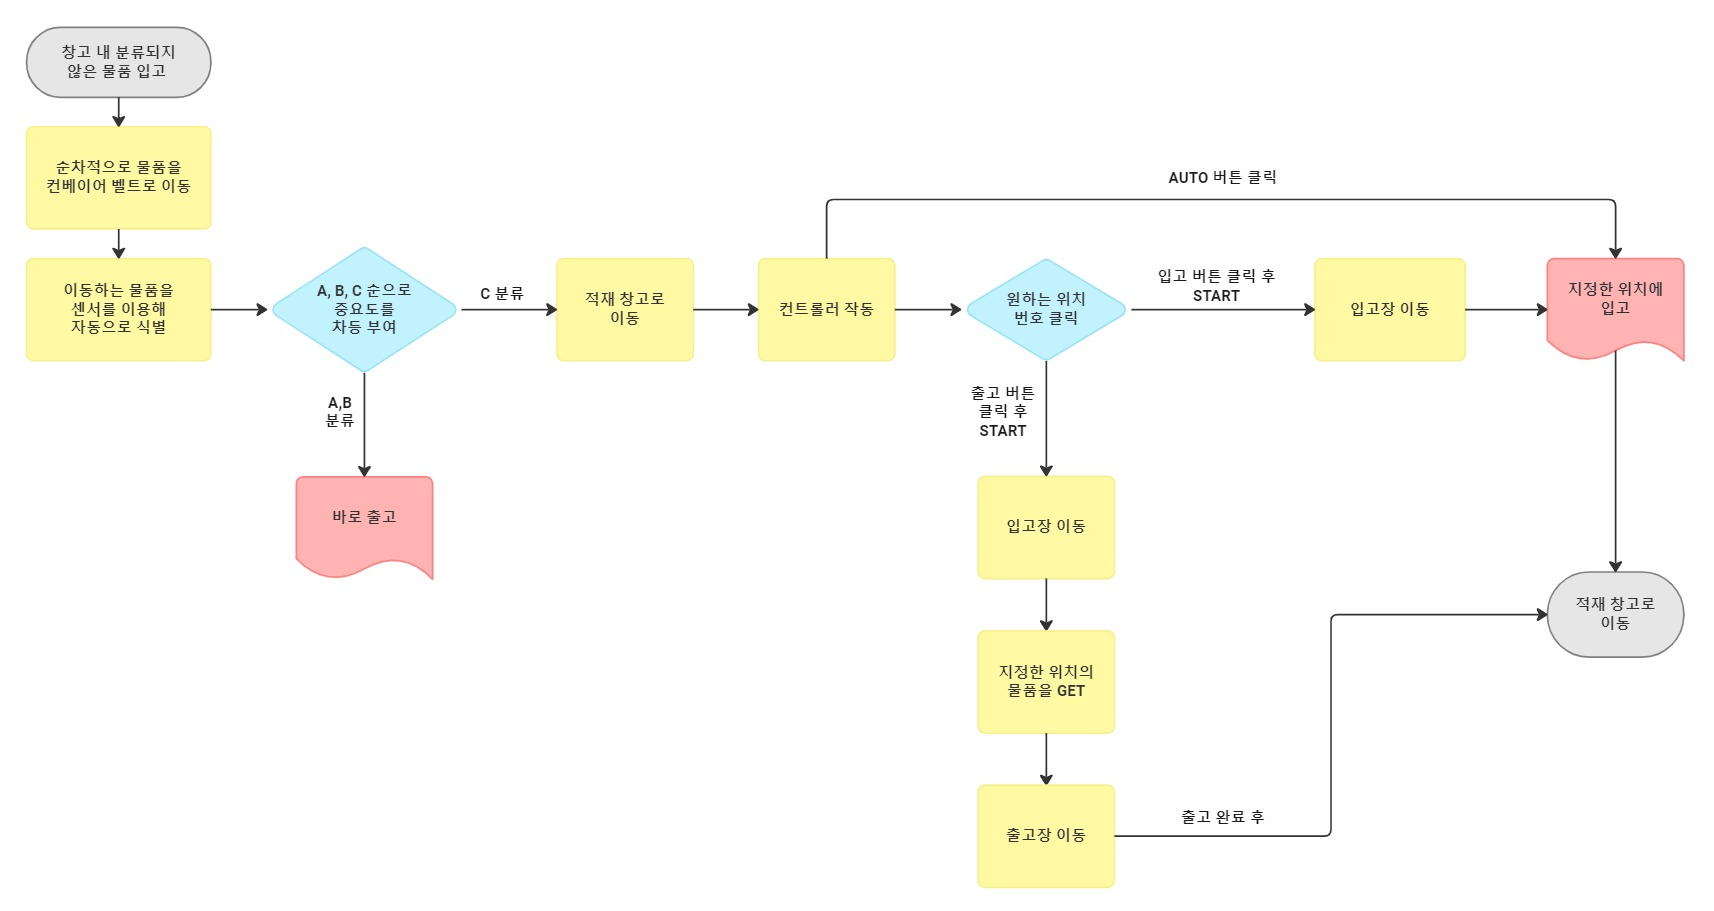 창고 내 분류되지
않은 물품 입고
순차적으로 물품을
컨베이어 벨트로 이동
이동하는 물품을
센서를 이용해
자동으로 식별
A, B, C 순으로
중요도를
차등 부여
C 분류
A,B
분류
바로 출고
적재 창고로
이동
컨트롤러 작동
AUTO 버튼 클릭
원하는 위치
번호 클릭
입고 버튼 클릭 후
START
입고장 이동
지정한 위치에
입고
출고 버튼
클릭 후
START
입고장 이동
지정한 위치의
물품을 GET
출고장 이동
출고 완료 후
적재 창고로
이동